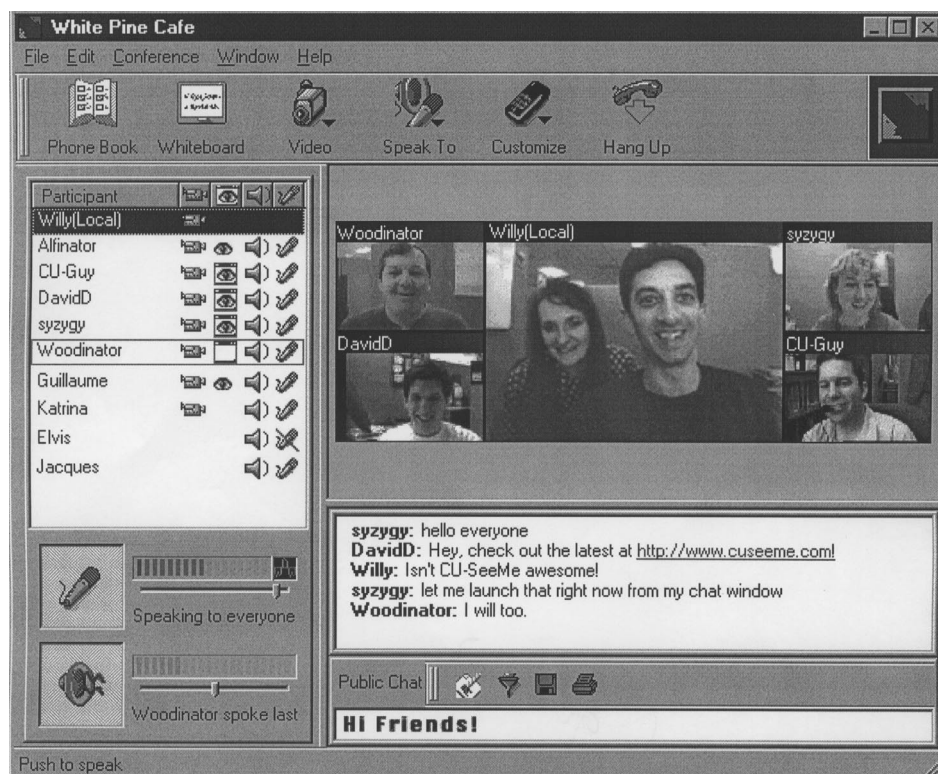 White Pine Cafe
File Edit Conference Window Help
Phone Book Whiteboard Video Speak To Customize Hang Up
Participant
Willy(Local)
Alfinator
CU-Guy
DavidD
syzygy
Woodinator
Guillaume
Katrina
Elvis
Jacques
Speaking to everyone
Woodinator spoke last
Woodinator
Willy(Local)
syzygy
DavidD
CU-Guy
syzygy: hello everyone
DavidD: Hey, check out the latest at http://www.cuseeme.com!
Willy: Isn't CU-SeeMe awesome!
syzygy: let me launch that right now from my chat window
Woodinator: I will too.
Public Chat
Hi Friends!
Push to speak